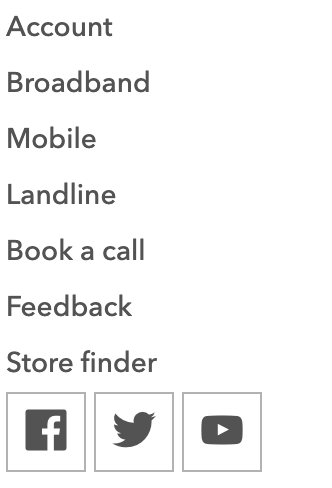 Account
Broadband
Mobile
Landline
Book a call
Feedback
Store finder